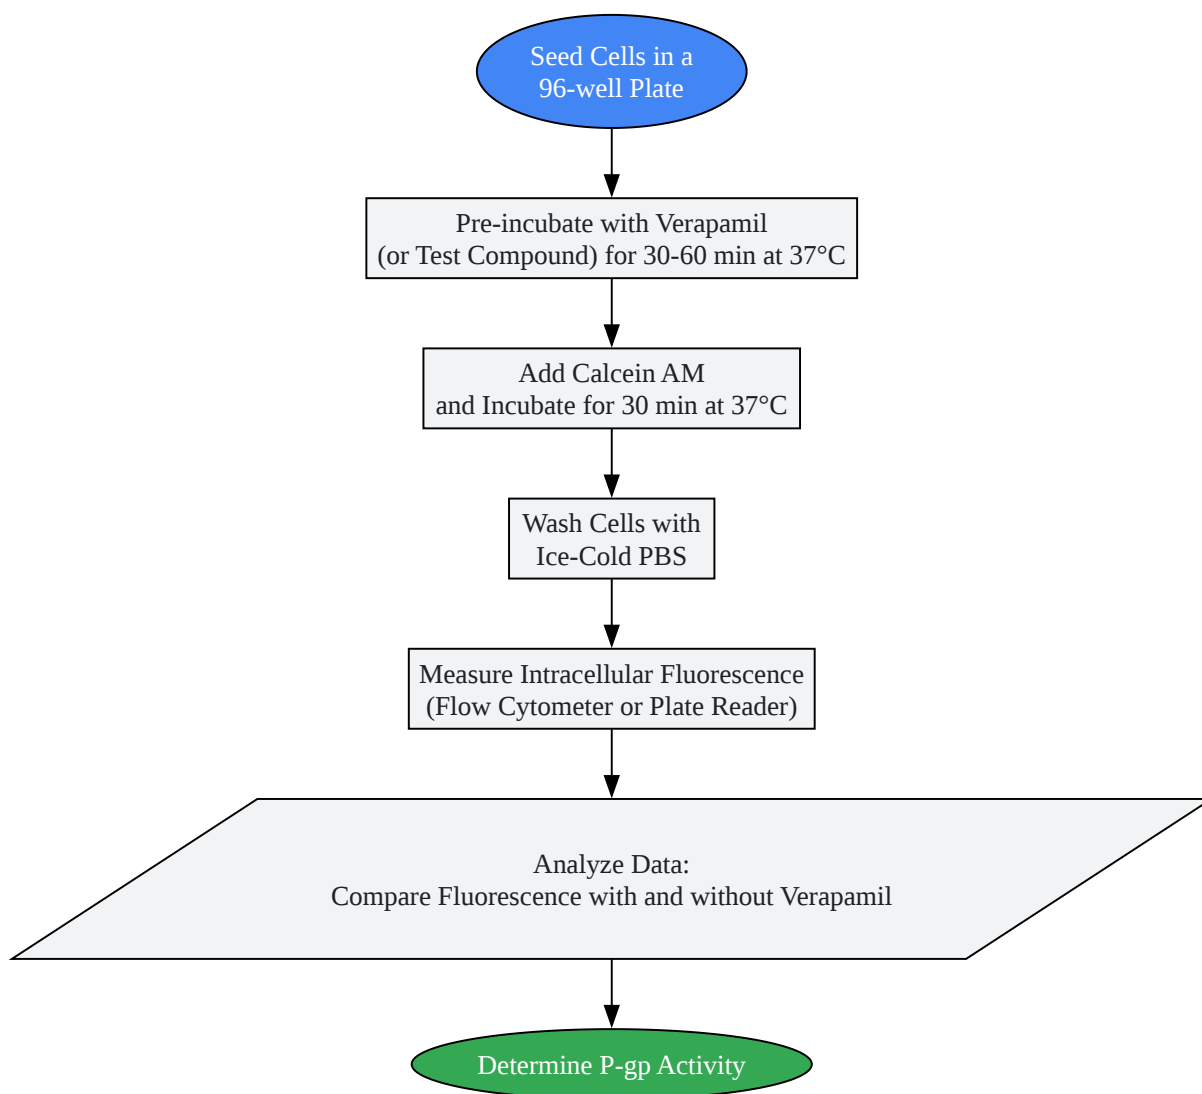 Seed Cells in a
96-well Plate
Pre-incubate with Verapamil
(or Test Compound) for 30-60 min at 37°C
Add Calcein AM
and Incubate for 30 min at 37°C
Wash Cells with
Ice-Cold PBS
Measure Intracellular Fluorescence
(Flow Cytometer or Plate Reader)
Analyze Data:
Compare Fluorescence with and without Verapamil
Determine P-gp Activity